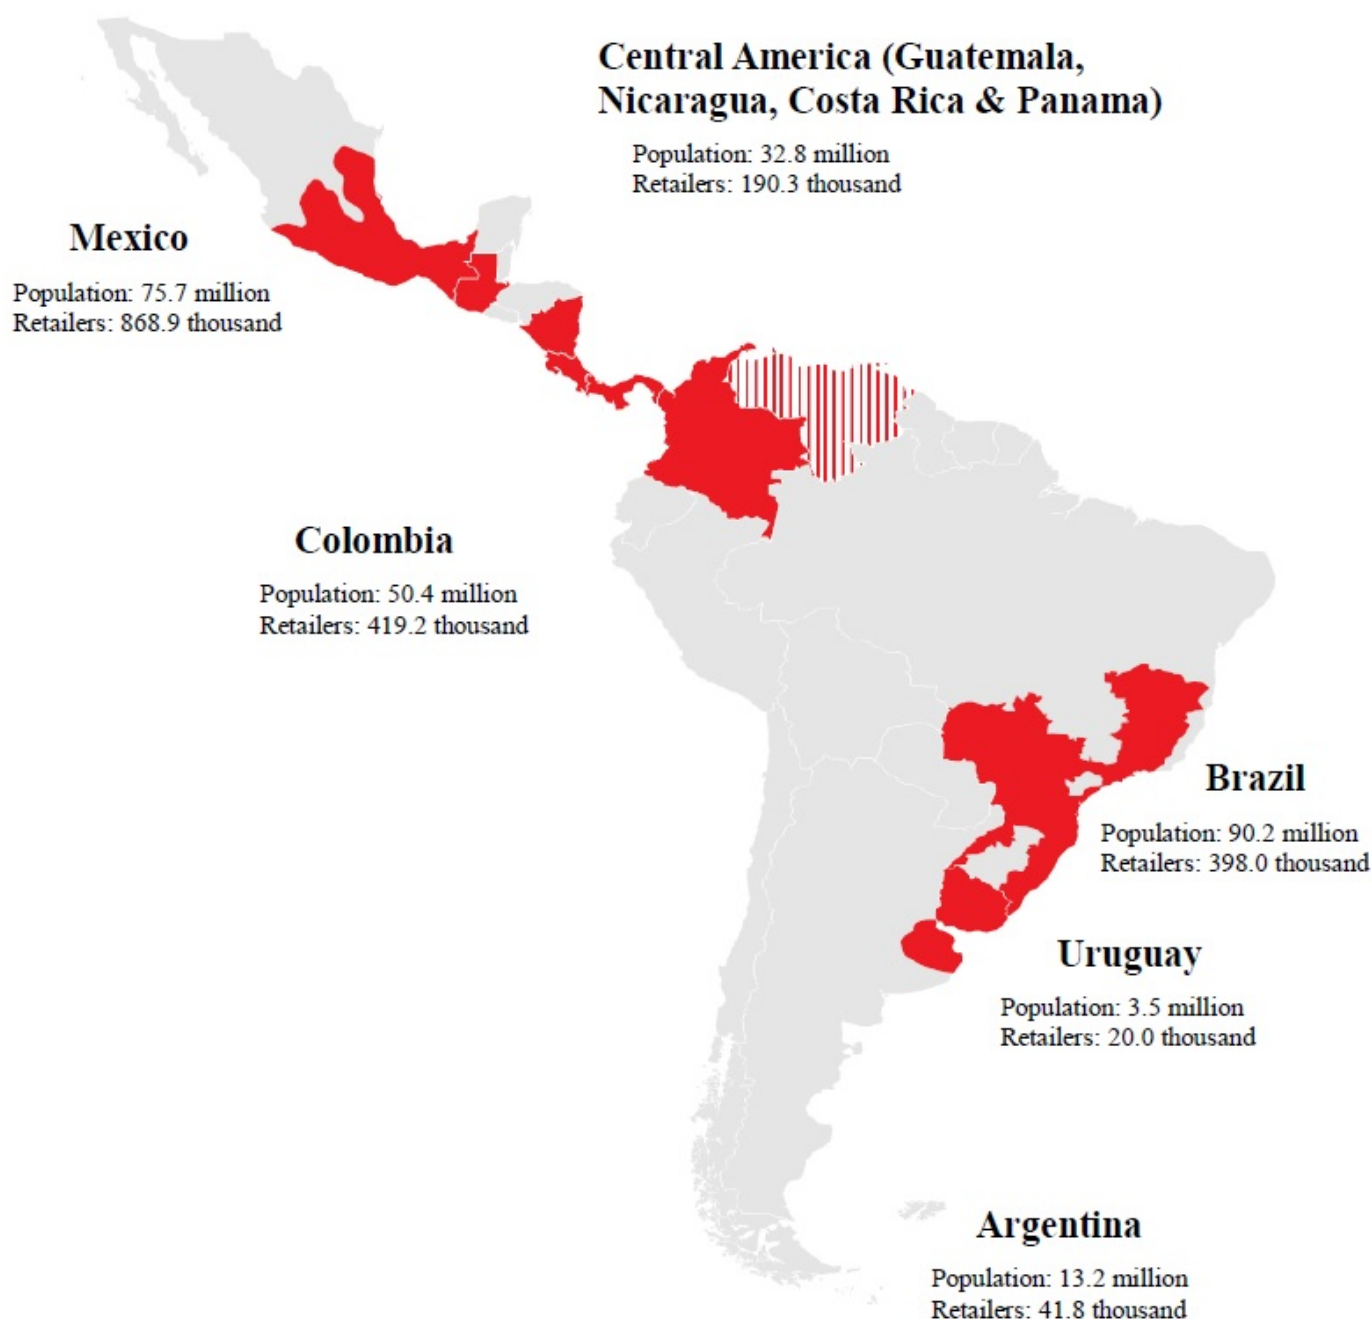 Central America (Guatemala,
Nicaragua, Costa Rica & Panama)
Population: 32.8 million
Retailers: 190.3 thousand
Mexico
Population: 75.7 million
Retailers: 868.9 thousand
Colombia
Population: 50.4 million
Retailers: 419.2 thousand
Brazil
Population: 90.2 million
Retailers: 398.0 thousand
Uruguay
Population: 3.5 million
Retailers: 20.0 thousand
Argentina
Population: 13.2 million
Retailers: 41.8 thousand